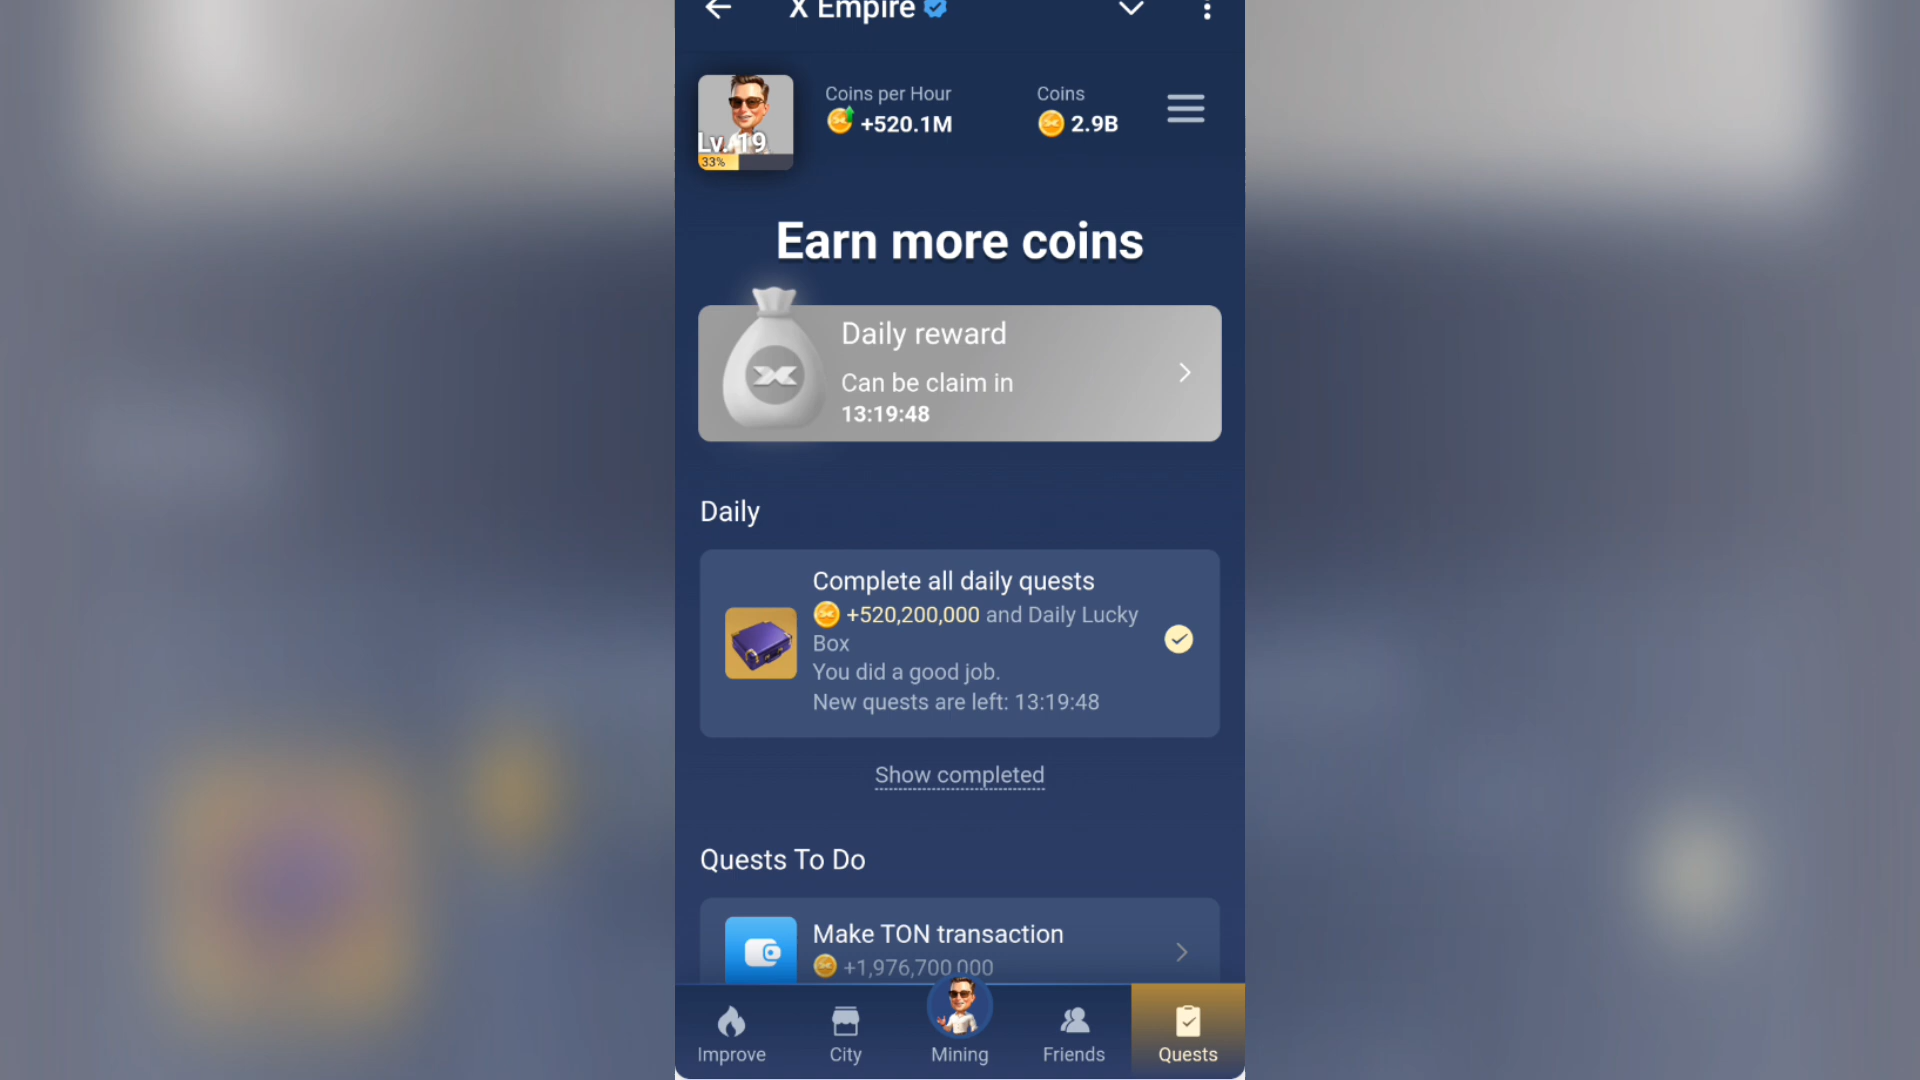 X Empire
Coins per Hour
+520.1M
Coins
2.9B
Lv. 19
33%
Earn more coins
Daily reward
Can be claim in
13:19:48
Daily
Complete all daily quests
+520,200,000 and Daily Lucky
Box
You did a good job.
New quests are left: 13:19:48
Show completed
Quests To Do
Make TON transaction
+1,976,700,000
Improve
City
Mining
Friends
Quests